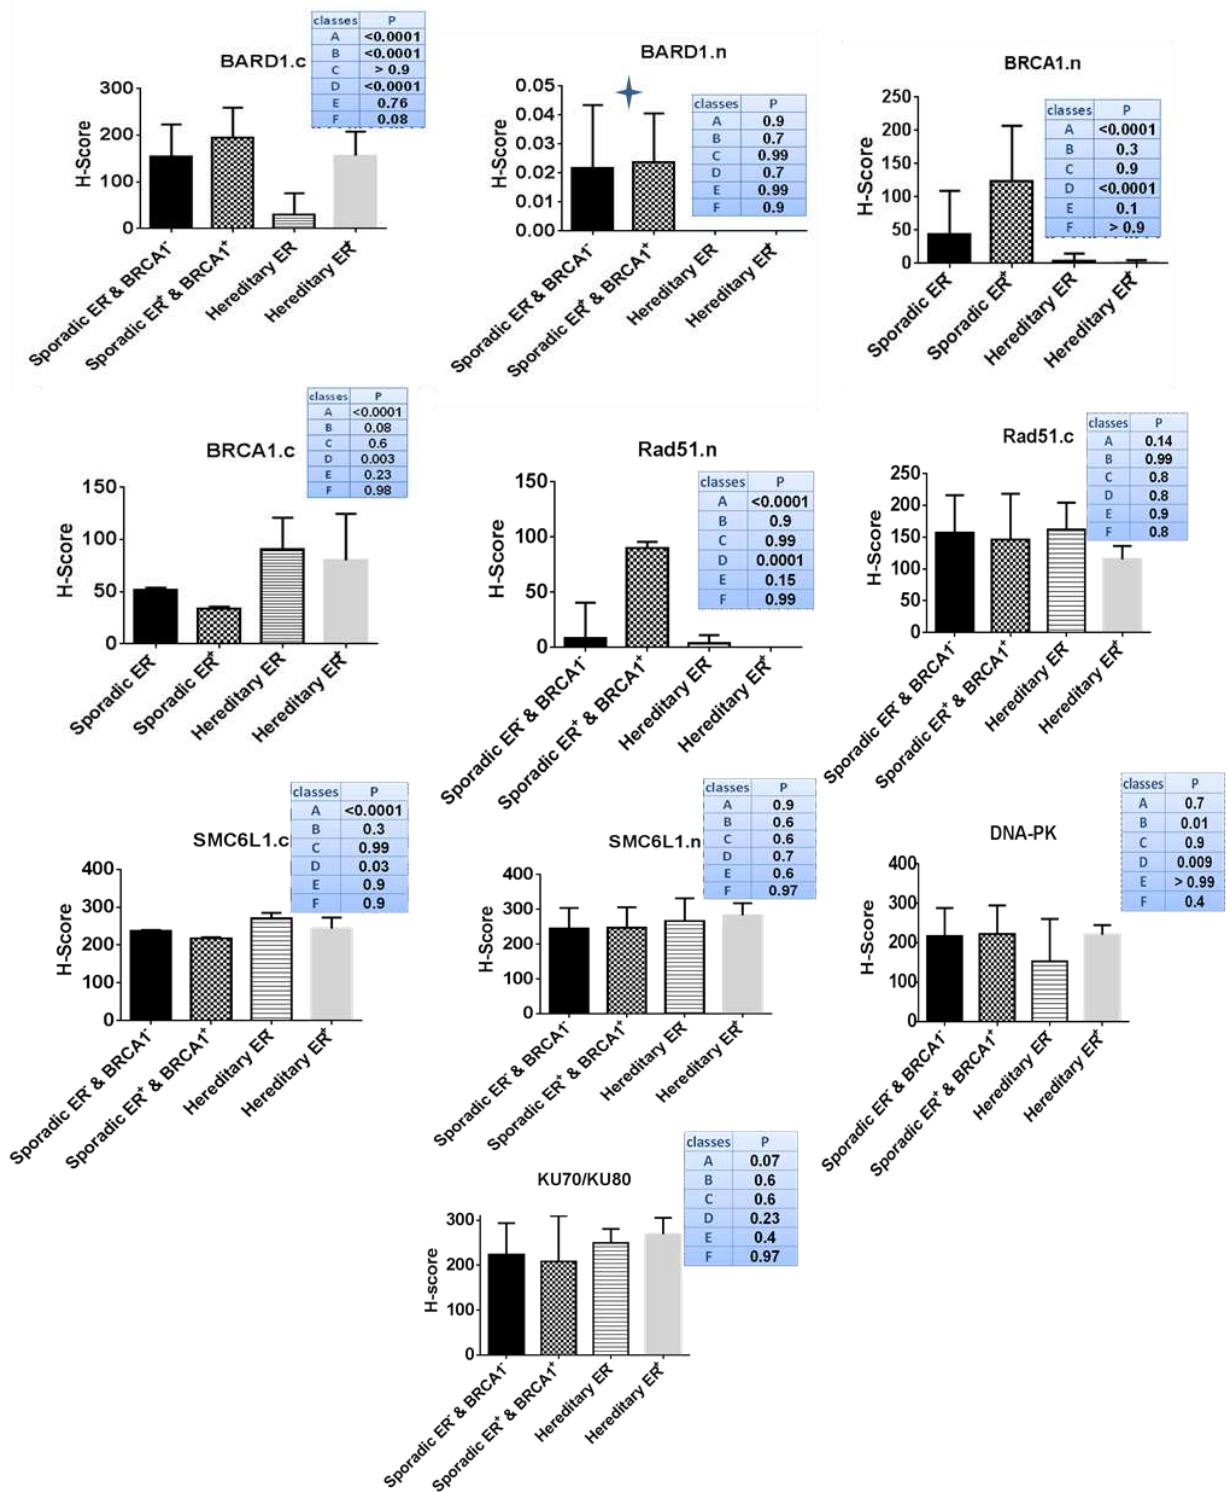 BARD1.c
classes P
A <0.0001
B <0.0001
C > 0.9
D <0.0001
E 0.76
F 0.08
H-Score
300
200
100
0
Sporadic ER⁻ & BRCA1⁻
Sporadic ER⁺ & BRCA1⁺
Hereditary ER⁻
Hereditary ER⁺
BARD1.n
classes P
A 0.9
B 0.7
C 0.99
D 0.7
E 0.99
F 0.9
H-Score
0.05
0.04
0.03
0.02
0.01
0.00
Sporadic ER⁻ & BRCA1⁻
Sporadic ER⁺ & BRCA1⁺
Hereditary ER⁻
Hereditary ER⁺
BRCA1.n
classes P
A <0.0001
B 0.3
C 0.9
D <0.0001
E 0.1
F > 0.9
H-Score
250
200
150
100
50
0
Sporadic ER⁻
Sporadic ER⁺
Hereditary ER⁻
Hereditary ER⁺
BRCA1.c
classes P
A <0.0001
B 0.08
C 0.6
D 0.003
E 0.23
F 0.98
H-Score
150
100
50
0
Sporadic ER⁻
Sporadic ER⁺
Hereditary ER⁻
Hereditary ER⁺
Rad51.n
classes P
A <0.0001
B 0.9
C 0.99
D 0.0001
E 0.15
F 0.99
H-Score
150
100
50
0
Sporadic ER⁻ & BRCA1⁻
Sporadic ER⁺ & BRCA1⁺
Hereditary ER⁻
Hereditary ER⁺
Rad51.c
classes P
A 0.14
B 0.99
C 0.8
D 0.8
E 0.9
F 0.8
H-Score
250
200
150
100
50
0
Sporadic ER⁻ & BRCA1⁻
Sporadic ER⁺ & BRCA1⁺
Hereditary ER⁻
Hereditary ER⁺
SMC6L1.c
classes P
A <0.0001
B 0.3
C 0.99
D 0.03
E 0.9
F 0.9
H-Score
400
300
200
100
0
Sporadic ER⁻ & BRCA1⁻
Sporadic ER⁺ & BRCA1⁺
Hereditary ER⁻
Hereditary ER⁺
SMC6L1.n
classes P
A 0.9
B 0.6
C 0.6
D 0.7
E 0.6
F 0.97
H-Score
400
300
200
100
0
Sporadic ER⁻ & BRCA1⁻
Sporadic ER⁺ & BRCA1⁺
Hereditary ER⁻
Hereditary ER⁺
DNA-PK
classes P
A 0.7
B 0.01
C 0.9
D 0.009
E > 0.99
F 0.4
H-Score
400
300
200
100
0
Sporadic ER⁻ & BRCA1⁻
Sporadic ER⁺ & BRCA1⁺
Hereditary ER⁻
Hereditary ER⁺
KU70/KU80
classes P
A 0.07
B 0.6
C 0.6
D 0.23
E 0.4
F 0.97
H-score
300
200
100
0
Sporadic ER⁻ & BRCA1⁻
Sporadic ER⁺ & BRCA1⁺
Hereditary ER⁻
Hereditary ER⁺